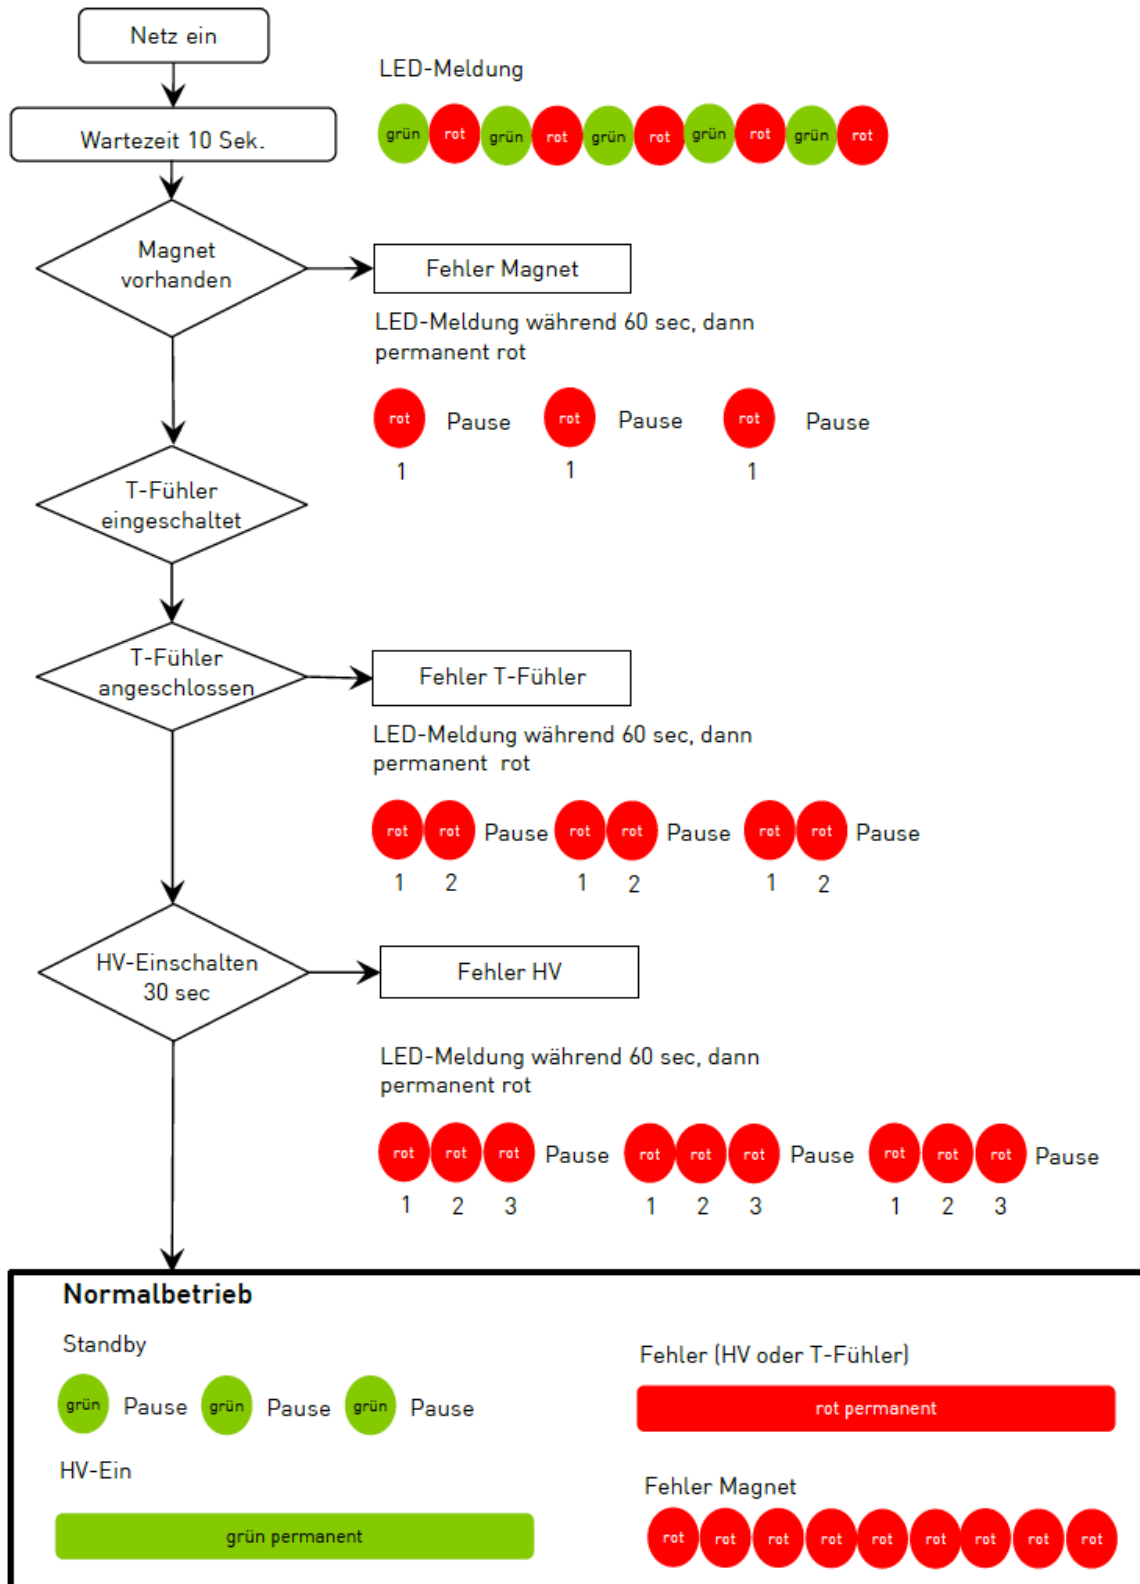 Netz ein
LED-Meldung
Wartezeit 10 Sek.
grün rot grün rot grün rot grün rot grün rot
Magnet
vorhanden
Fehler Magnet
LED-Meldung während 60 sec, dann
permanent rot
rot Pause rot Pause rot Pause
1 1 1
T-Fühler
eingeschaltet
T-Fühler
angeschlossen
Fehler T-Fühler
LED-Meldung während 60 sec, dann
permanent rot
rot rot Pause rot rot Pause rot rot Pause
1 2 1 2 1 2
HV-Einschalten
30 sec
Fehler HV
LED-Meldung während 60 sec, dann
permanent rot
rot rot rot Pause rot rot rot Pause rot rot rot Pause
1 2 3 1 2 3 1 2 3
Normalbetrieb
Standby
grün Pause grün Pause grün Pause
HV-Ein
grün permanent
Fehler (HV oder T-Fühler)
rot permanent
Fehler Magnet
rot rot rot rot rot rot rot rot rot